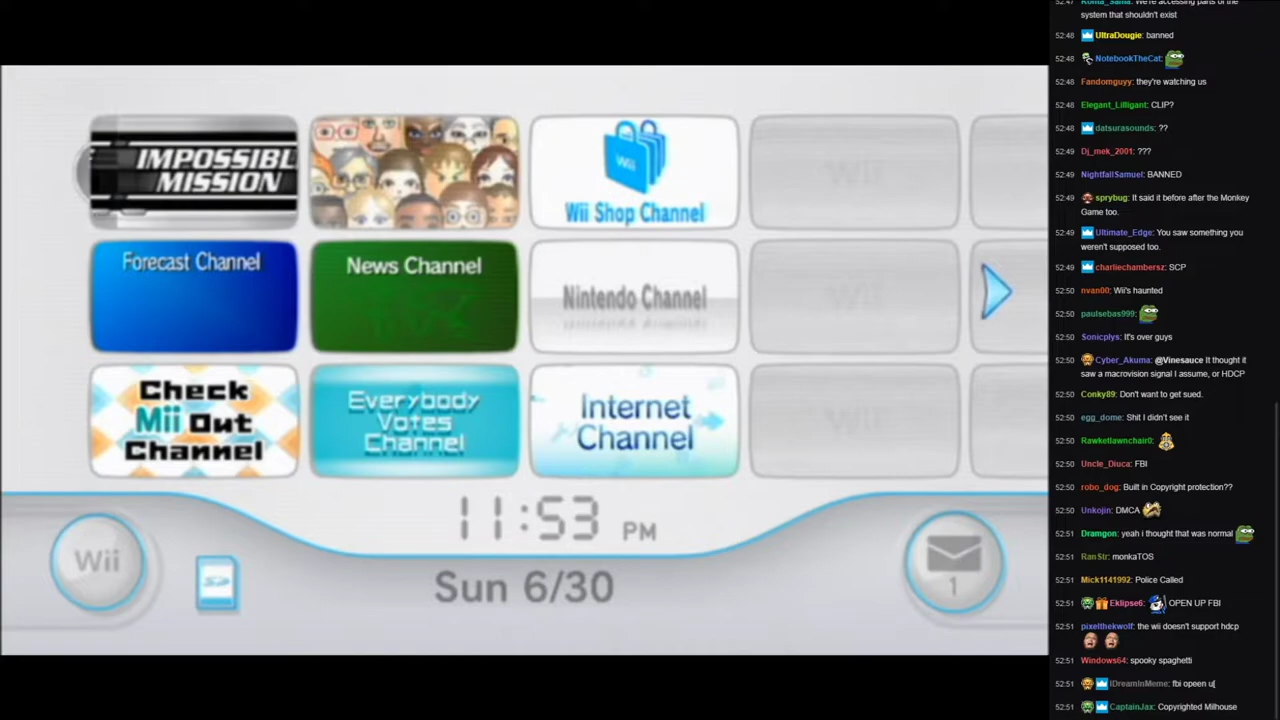 IMPOSSIBL
MISSION
Wii
Wii Shop Channel
Wii
Forecast Channel
News Channel
Nintendo Channel
Wii
Check
Mii Out
Channel
Everybody
Votes
Channel
Internet
Channel
Wii
11:53 PM
Wii
SD
Sun 6/30
1
52:47 Roma_Sama: We're accessing parts of the
system that shouldn't exist
52:48 UltraDougie: banned
52:48 NotebookTheCat:
52:48 Fandomguyy: they're watching us
52:48 Elegant_Lilligant: CLIP?
52:48 datsurasounds: ??
52:49 Dj_mek_2001: ???
52:49 NightfallSamuel: BANNED
52:49 sprybug: It said it before after the Monkey
Game too.
52:49 Ultimate_Edge: You saw something you
weren't supposed too.
52:49 charliechambersz: SCP
52:50 nvan00: Wii's haunted
52:50 paulsebas999:
52:50 Sonicplys: It's over guys
52:50 Cyber_Akuma: @Vinesauce It thought it
saw a macrovision signal I assume, or HDCP
52:50 Conky89: Don't want to get sued.
52:50 egg_dome: Shit I didn't see it
52:50 Rawketlawnchair0:
52:50 Uncle_Diuca: FBI
52:50 robo_dog: Built in Copyright protection??
52:50 Unkojin: DMCA
52:51 Dramgon: yeah i thought that was normal
52:51 RanStr: monkaTOS
52:51 Mick1141992: Police Called
52:51 Eklipse6: OPEN UP FBI
52:51 pixelthekwolf: the wii doesn't support hdcp
52:51 Windows64: spooky spaghetti
52:51 IDreamInMeme: fbi opeen u[
52:51 CaptainJax: Copyrighted Milhouse